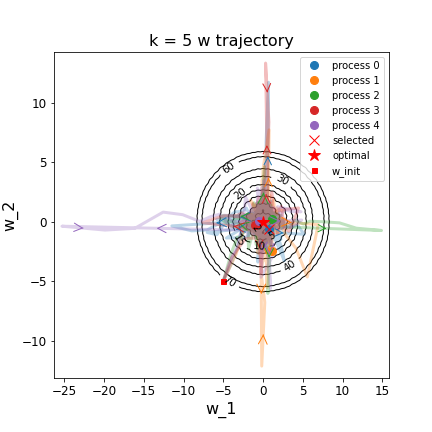 k = 5 w trajectory
process 0
process 1
process 2
process 3
process 4
selected
optimal
w_init
w_2
10
5
0
−5
−10
60
30
20
10
40
70
−25
−20
−15
−10
−5
0
5
10
15
w_1